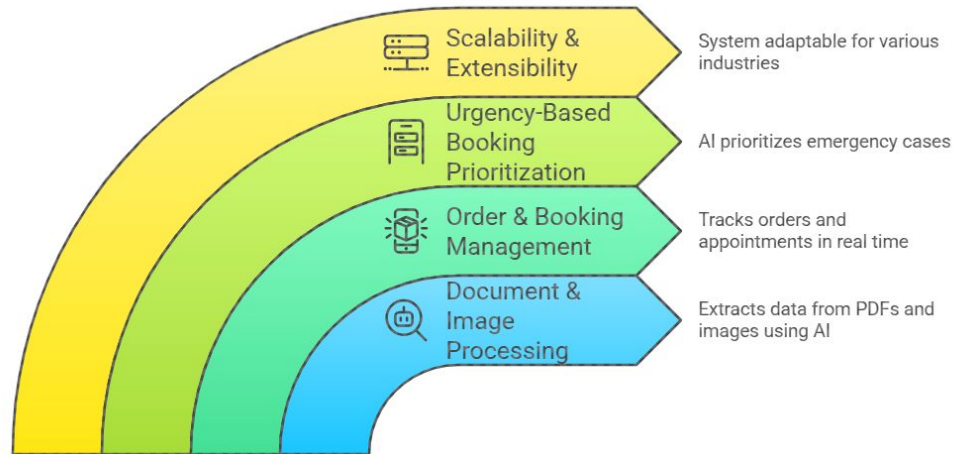 Scalability &
Extensibility
System adaptable for various
industries
Urgency-Based
Booking
Prioritization
AI prioritizes emergency cases
Order & Booking
Management
Tracks orders and
appointments in real time
Document &
Image
Processing
Extracts data from PDFs and
images using AI